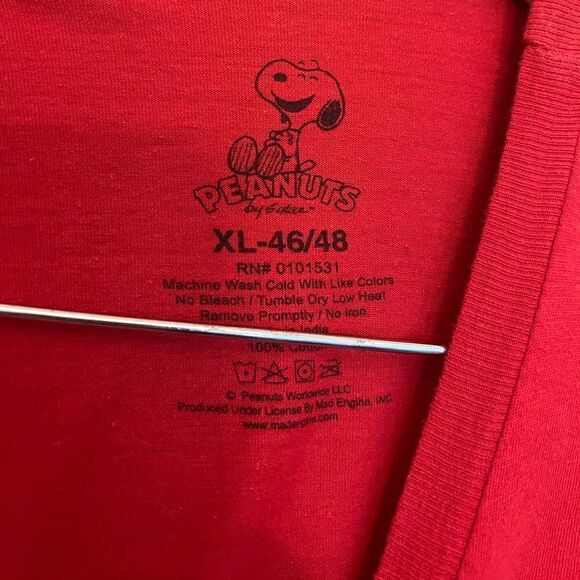 PEANUTS
by Schulz™
XL-46/48
RN# 0101531
Machine Wash Cold With Like Colors
No Bleach / Tumble Dry Low Heat
Remove Promptly / No Iron
India
100%
© Peanuts Worldwide LLC
Produced Under License By Mad Engine, INC.
www.madengine.com